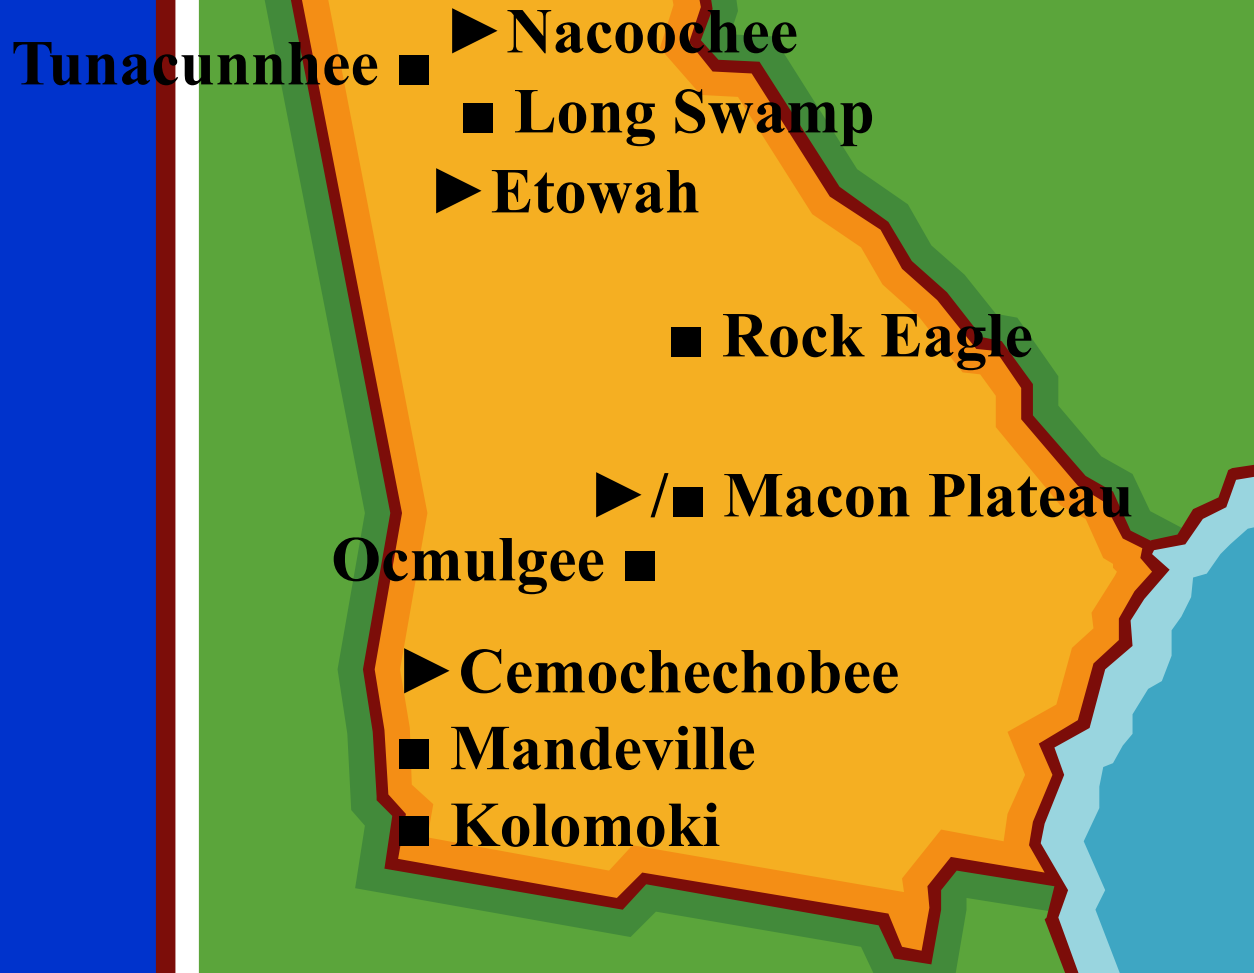 Nacoochee
Tunacunnhee
Long Swamp
Etowah
Rock Eagle
/ Macon Plateau
Ocmulgee
Cemochechobee
Mandeville
Kolomoki